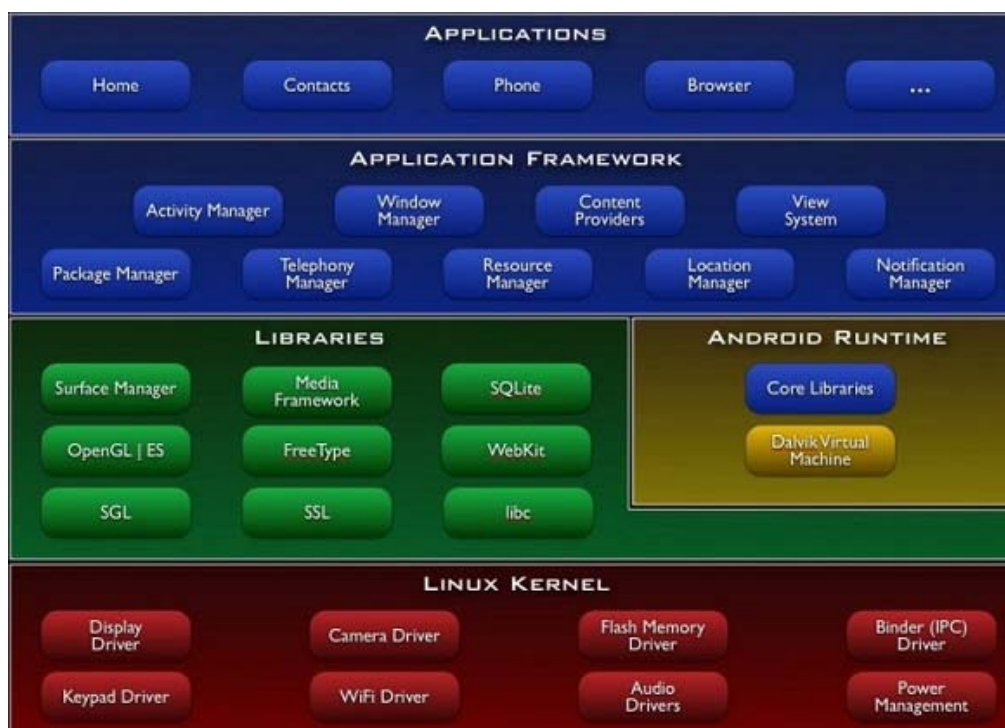 APPLICATIONS
Home
Contacts
Phone
Browser
...
APPLICATION FRAMEWORK
Activity Manager
Window
Manager
Content
Providers
View
System
Package Manager
Telephony
Manager
Resource
Manager
Location
Manager
Notification
Manager
LIBRARIES
Surface Manager
Media
Framework
SQLite
OpenGL | ES
FreeType
WebKit
SGL
SSL
libc
ANDROID RUNTIME
Core Libraries
Dalvik Virtual
Machine
LINUX KERNEL
Display
Driver
Camera Driver
Flash Memory
Driver
Binder (IPC)
Driver
Keypad Driver
WiFi Driver
Audio
Drivers
Power
Management